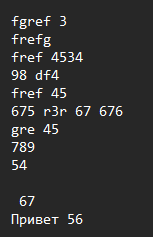 fgref 3
frefg
fref 4534
98 df4
fref 45
675 r3r 67 676
gre 45
789
54

 67
Привет 56